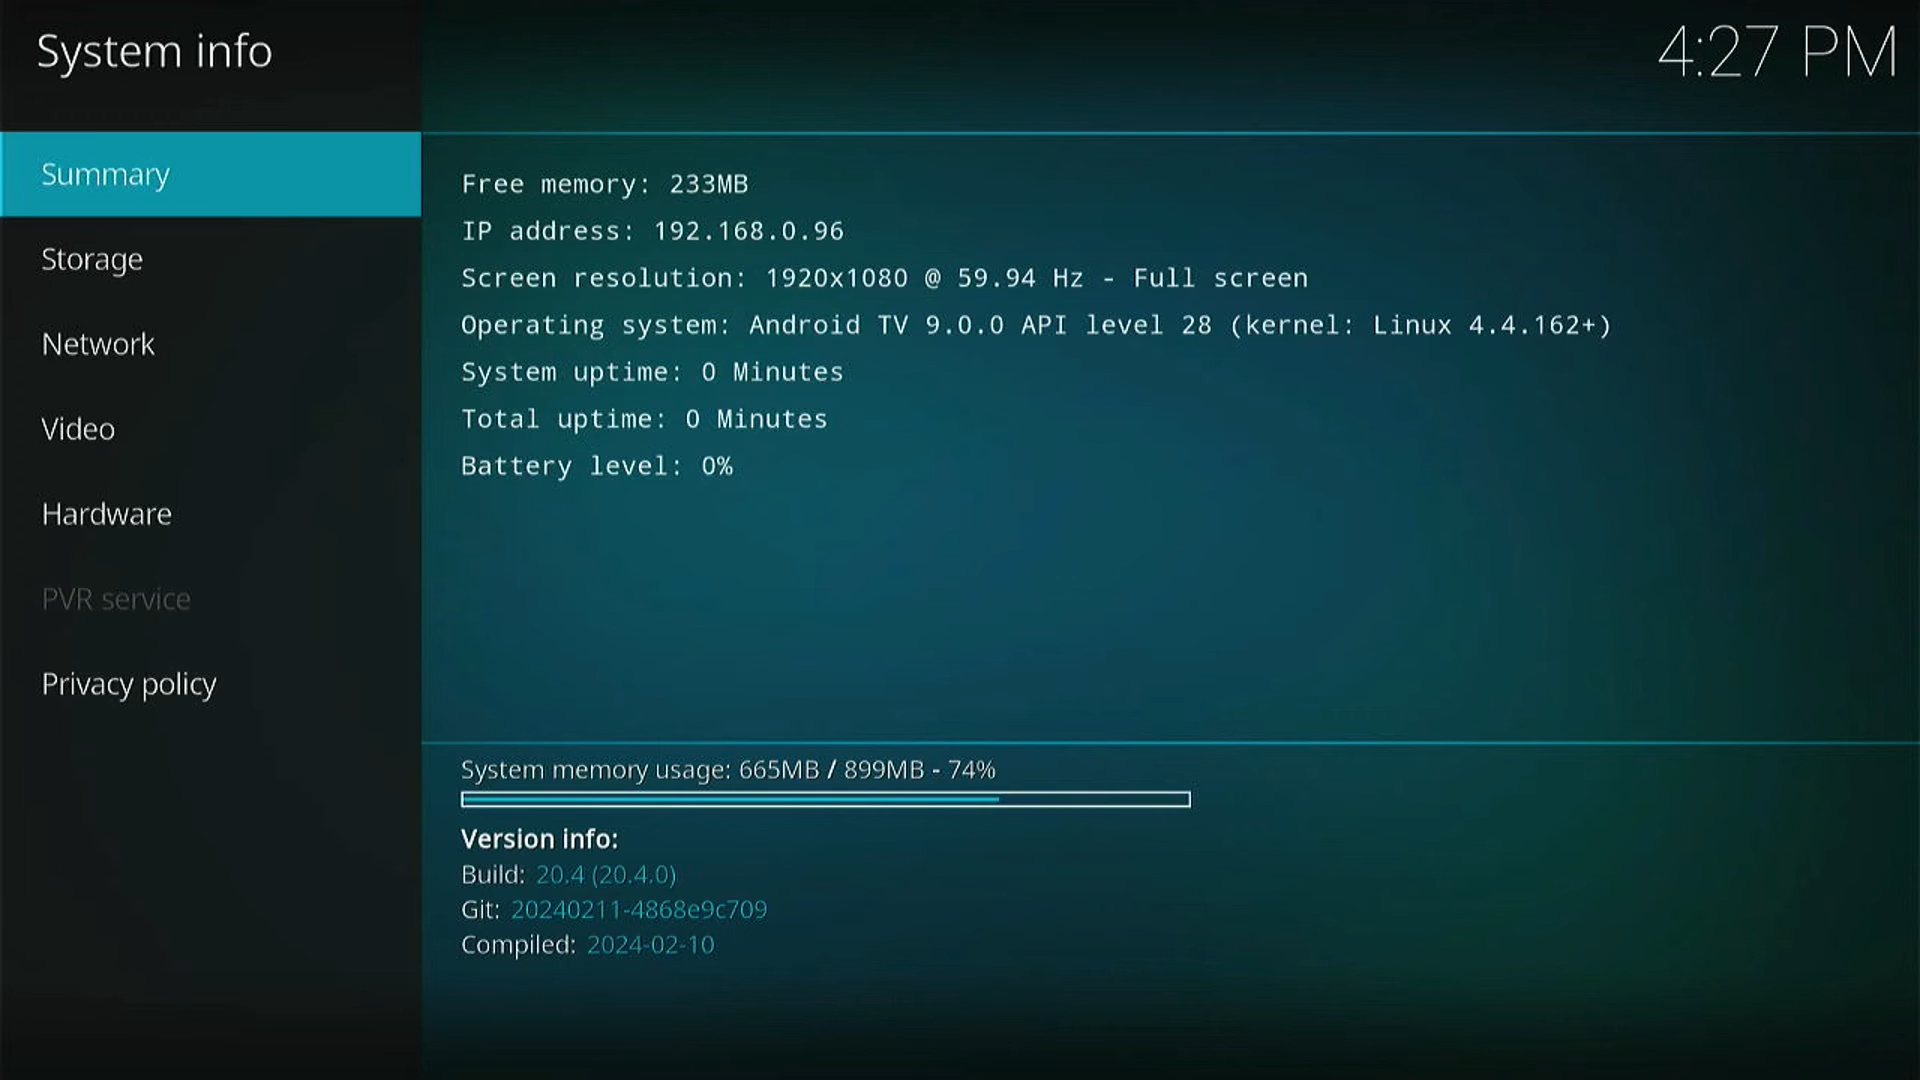 System info
4:27 PM
Summary
Storage
Network
Video
Hardware
PVR service
Privacy policy
Free memory: 233MB
IP address: 192.168.0.96
Screen resolution: 1920x1080 @ 59.94 Hz - Full screen
Operating system: Android TV 9.0.0 API level 28 (kernel: Linux 4.4.162+)
System uptime: 0 Minutes
Total uptime: 0 Minutes
Battery level: 0%
System memory usage: 665MB / 899MB - 74%
Version info:
Build: 20.4 (20.4.0)
Git: 20240211-4868e9c709
Compiled: 2024-02-10